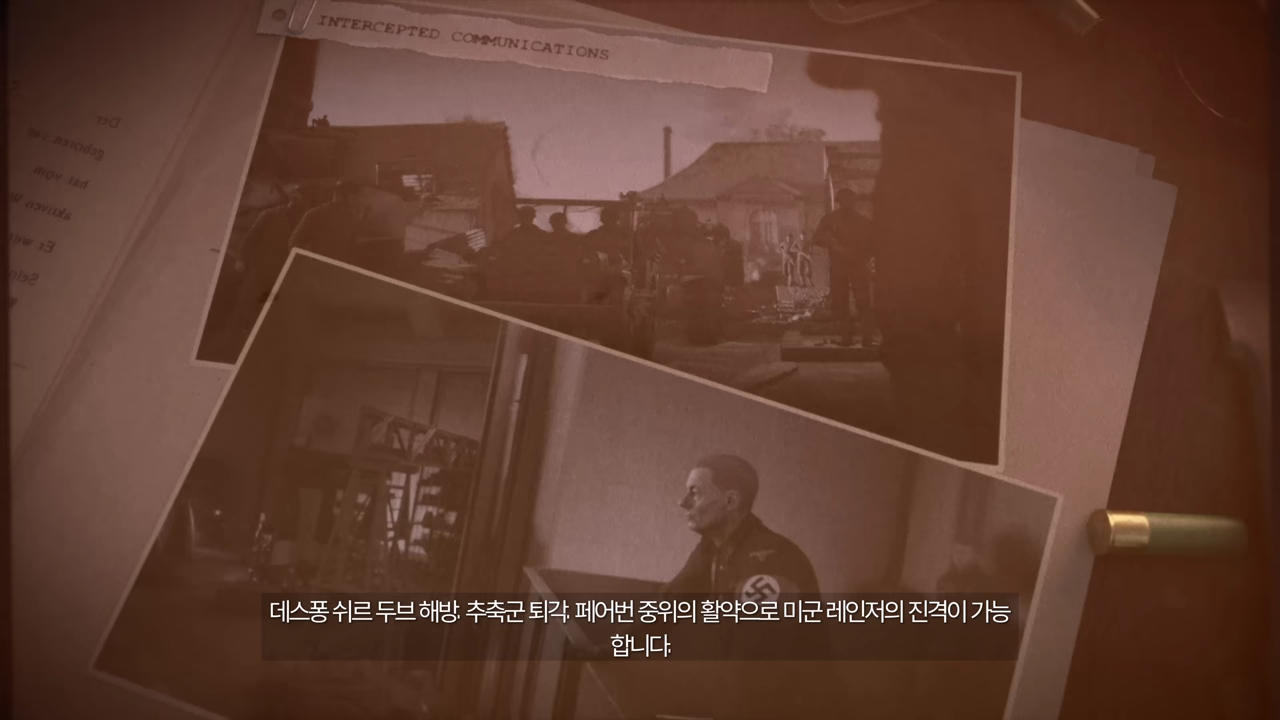 INTERCEPTED COMMUNICATIONS
Der
데스퐁 쉬르 두브 해방. 추축군 퇴각. 페어번 중위의 활약으로 미군 레인저의 진격이 가능
합니다.